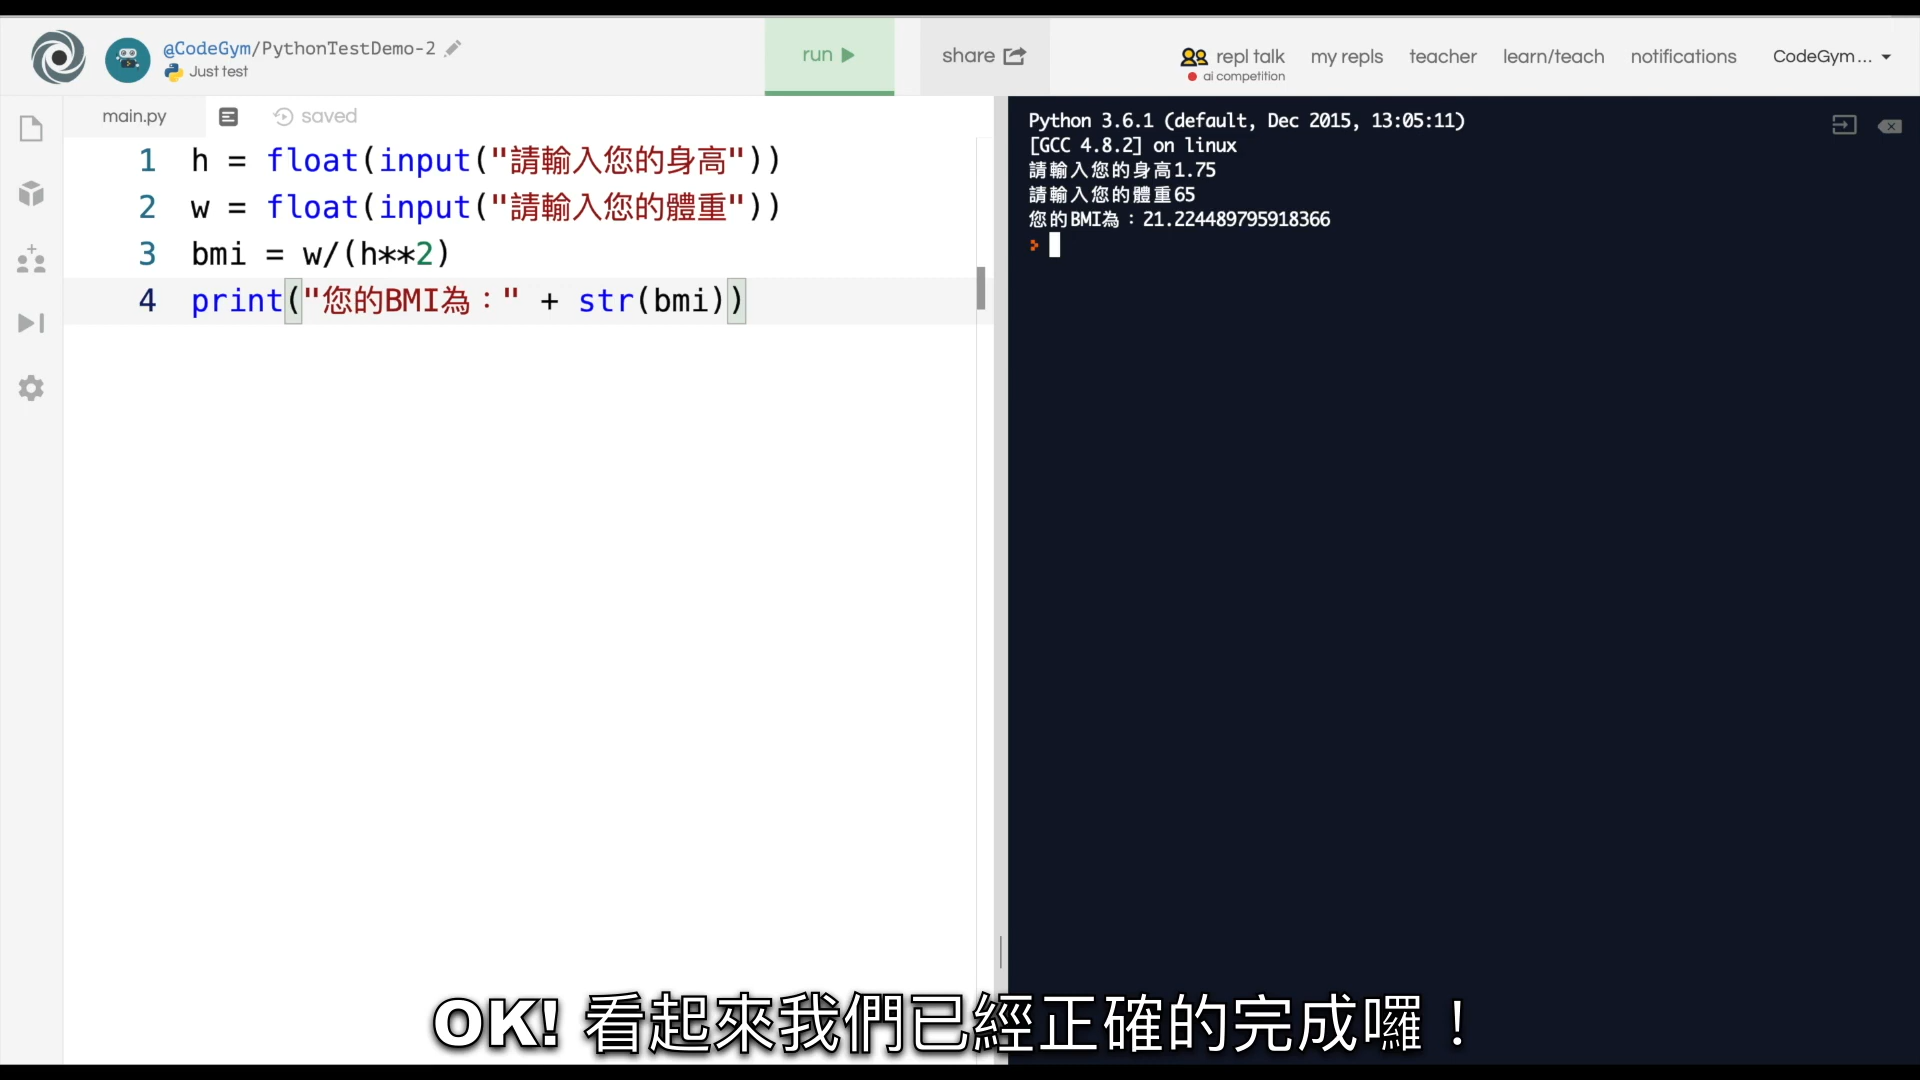 @CodeGym/PythonTestDemo-2
Just test
run
share
repl talk
ai competition
my repls
teacher
learn/teach
notifications
CodeGym...
main.py
saved
1 h = float(input("請輸入您的身高"))
2 w = float(input("請輸入您的體重"))
3 bmi = w/(h**2)
4 print("您的BMI為：" + str(bmi))
Python 3.6.1 (default, Dec 2015, 13:05:11)
[GCC 4.8.2] on linux
請輸入您的身高1.75
請輸入您的體重65
您的BMI為：21.224489795918366
OK! 看起來我們已經正確的完成囉！